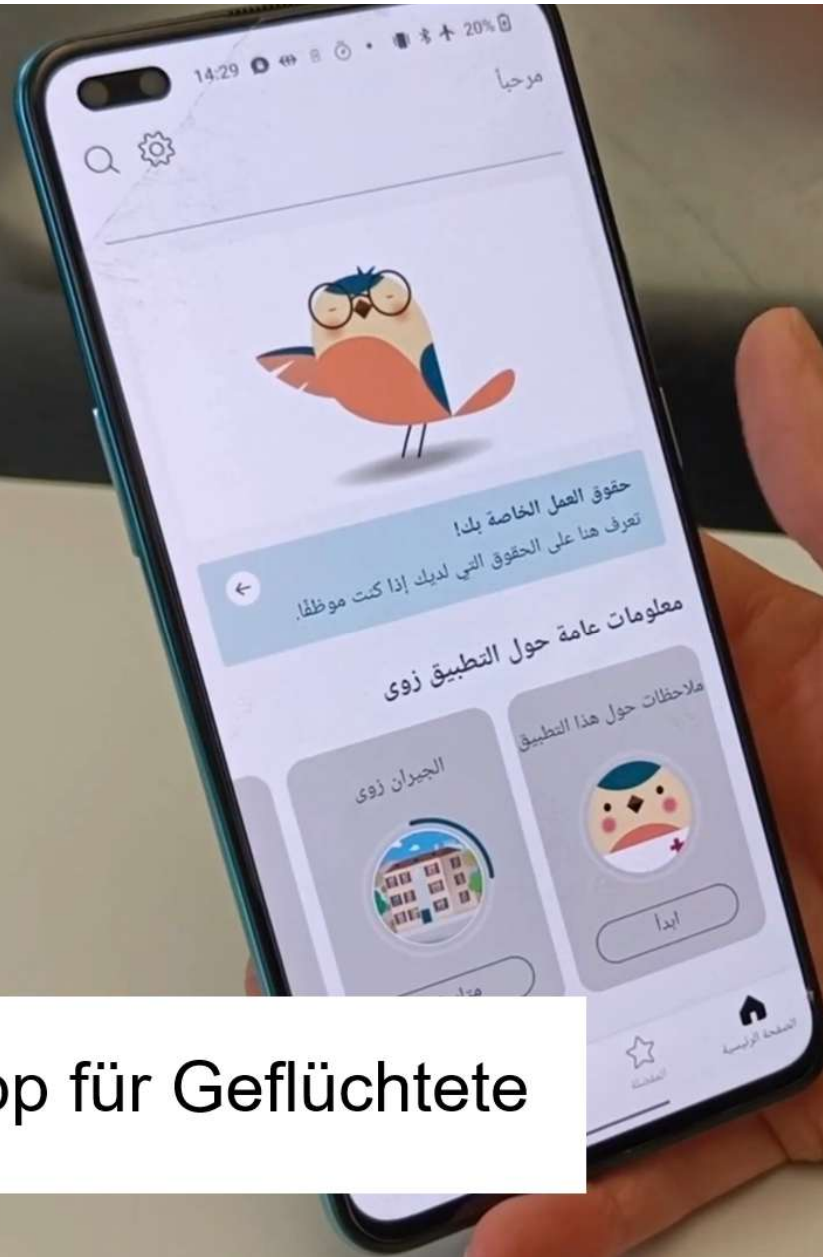 14:29
20%
مرحباً
حقوق العمل الخاصة بك!
تعرف هنا على الحقوق التي لديك إذا كنت موظفًا.
معلومات عامة حول التطبيق زوى
ملاحظات حول هذا التطبيق
الجيران زوى
ابدأ
الصفحة الرئيسية
المفضلة
für Geflüchtete